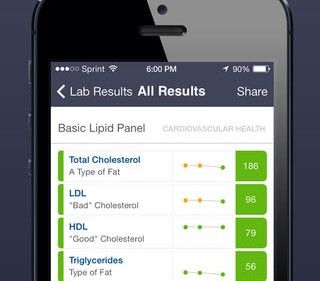 Sprint 6:00 PM 90%
Lab Results All Results Share
Basic Lipid Panel CARDIOVASCULAR HEALTH
Total Cholesterol
A Type of Fat
186
LDL
"Bad" Cholesterol
96
HDL
"Good" Cholesterol
79
Triglycerides
Type of Fat
56